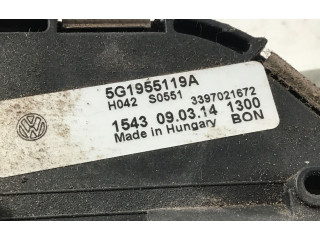 5G1955119A
H042 S0551 3397021672
1543 09.03.14 1300
Made in Hungary BON